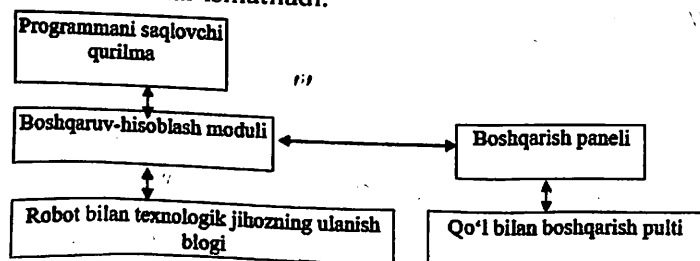 Programmani saqlovchi
qurilma
Boshqaruv-hisoblash moduli
Boshqarish paneli
Robot bilan texnologik jihozning ulanish
blogi
Qo‘l bilan boshqarish pulti